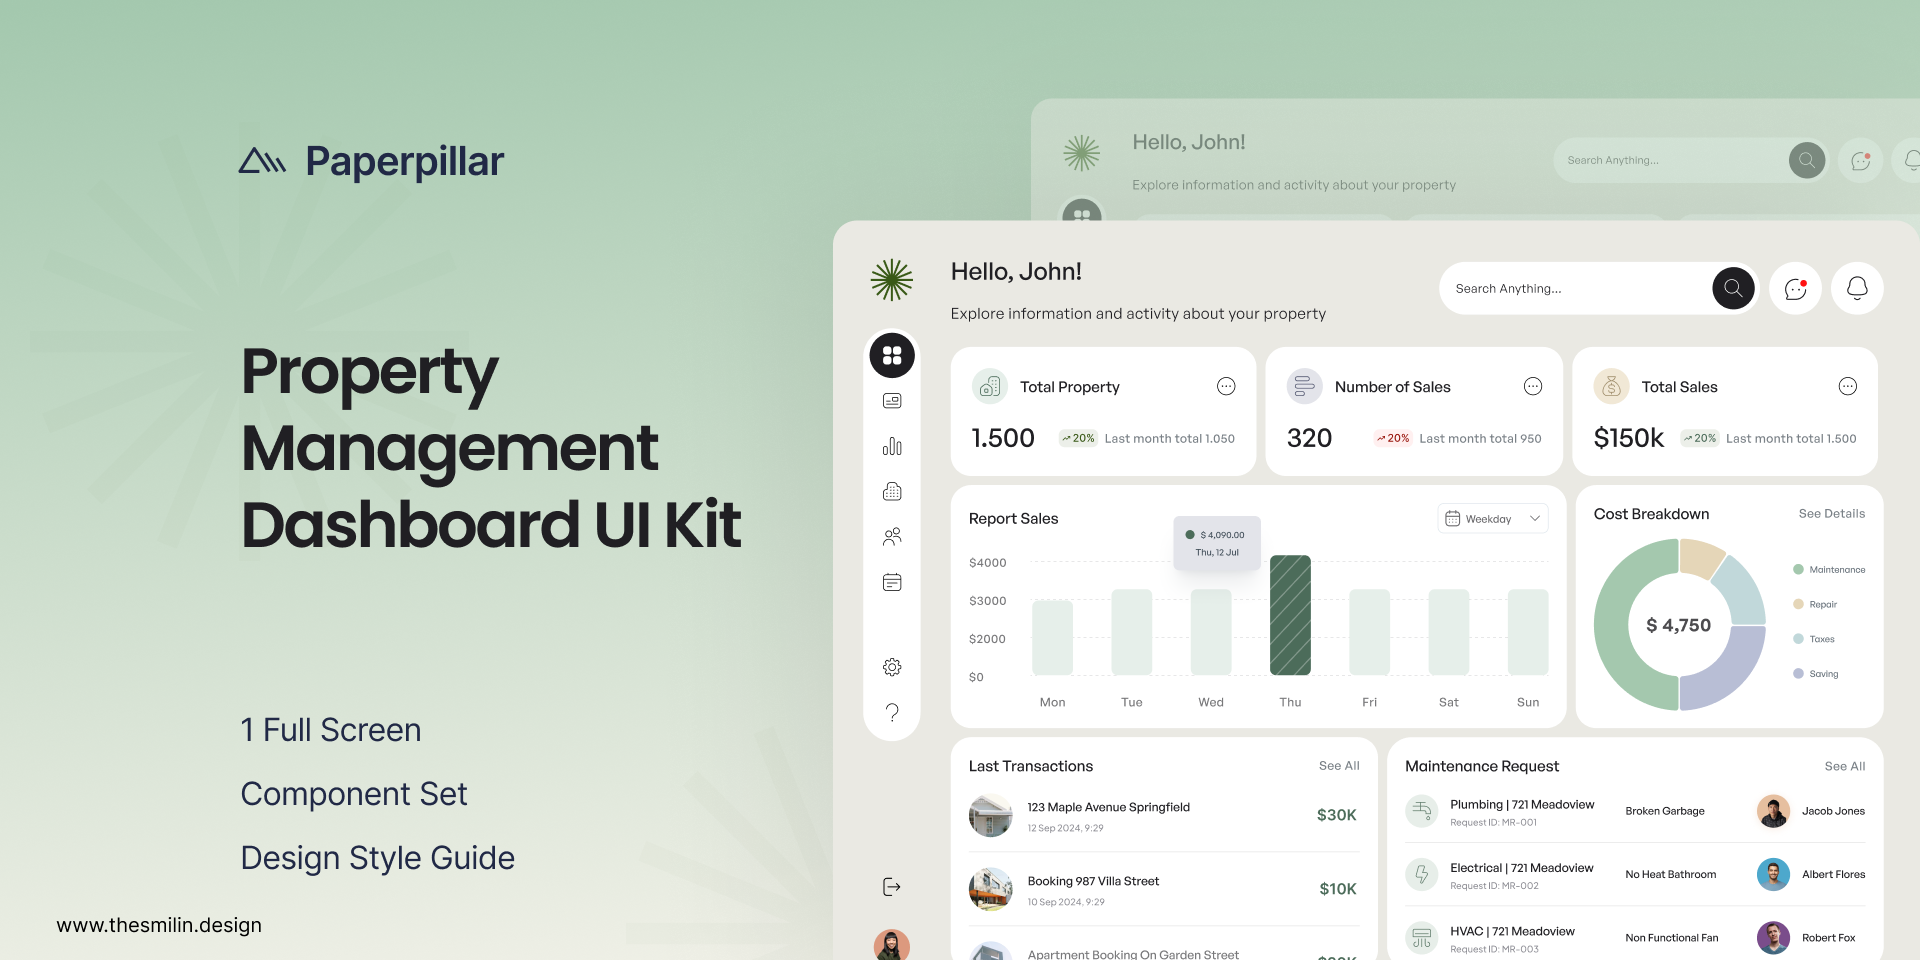 Paperpillar
Property
Management
Dashboard UI Kit
1 Full Screen
Component Set
Design Style Guide
www.thesmilin.design
Hello, John!
Explore information and activity about your property
Search Anything...
Hello, John!
Explore information and activity about your property
Search Anything...
Total Property
1.500
20%
Last month total 1.050
Number of Sales
320
20%
Last month total 950
Total Sales
$150k
20%
Last month total 1.500
Report Sales
Weekday
$ 4,090.00
Thu, 12 Jul
$4000
$3000
$2000
$0
Mon Tue Wed Thu Fri Sat Sun
Cost Breakdown
See Details
$ 4,750
Maintenance
Repair
Taxes
Saving
Last Transactions
See All
123 Maple Avenue Springfield
12 Sep 2024, 9:29
$30K
Booking 987 Villa Street
10 Sep 2024, 9:29
$10K
Apartment Booking On Garden Street
Maintenance Request
See All
Plumbing | 721 Meadoview
Request ID: MR-001
Broken Garbage
Jacob Jones
Electrical | 721 Meadoview
Request ID: MR-002
No Heat Bathroom
Albert Flores
HVAC | 721 Meadoview
Request ID: MR-003
Non Functional Fan
Robert Fox